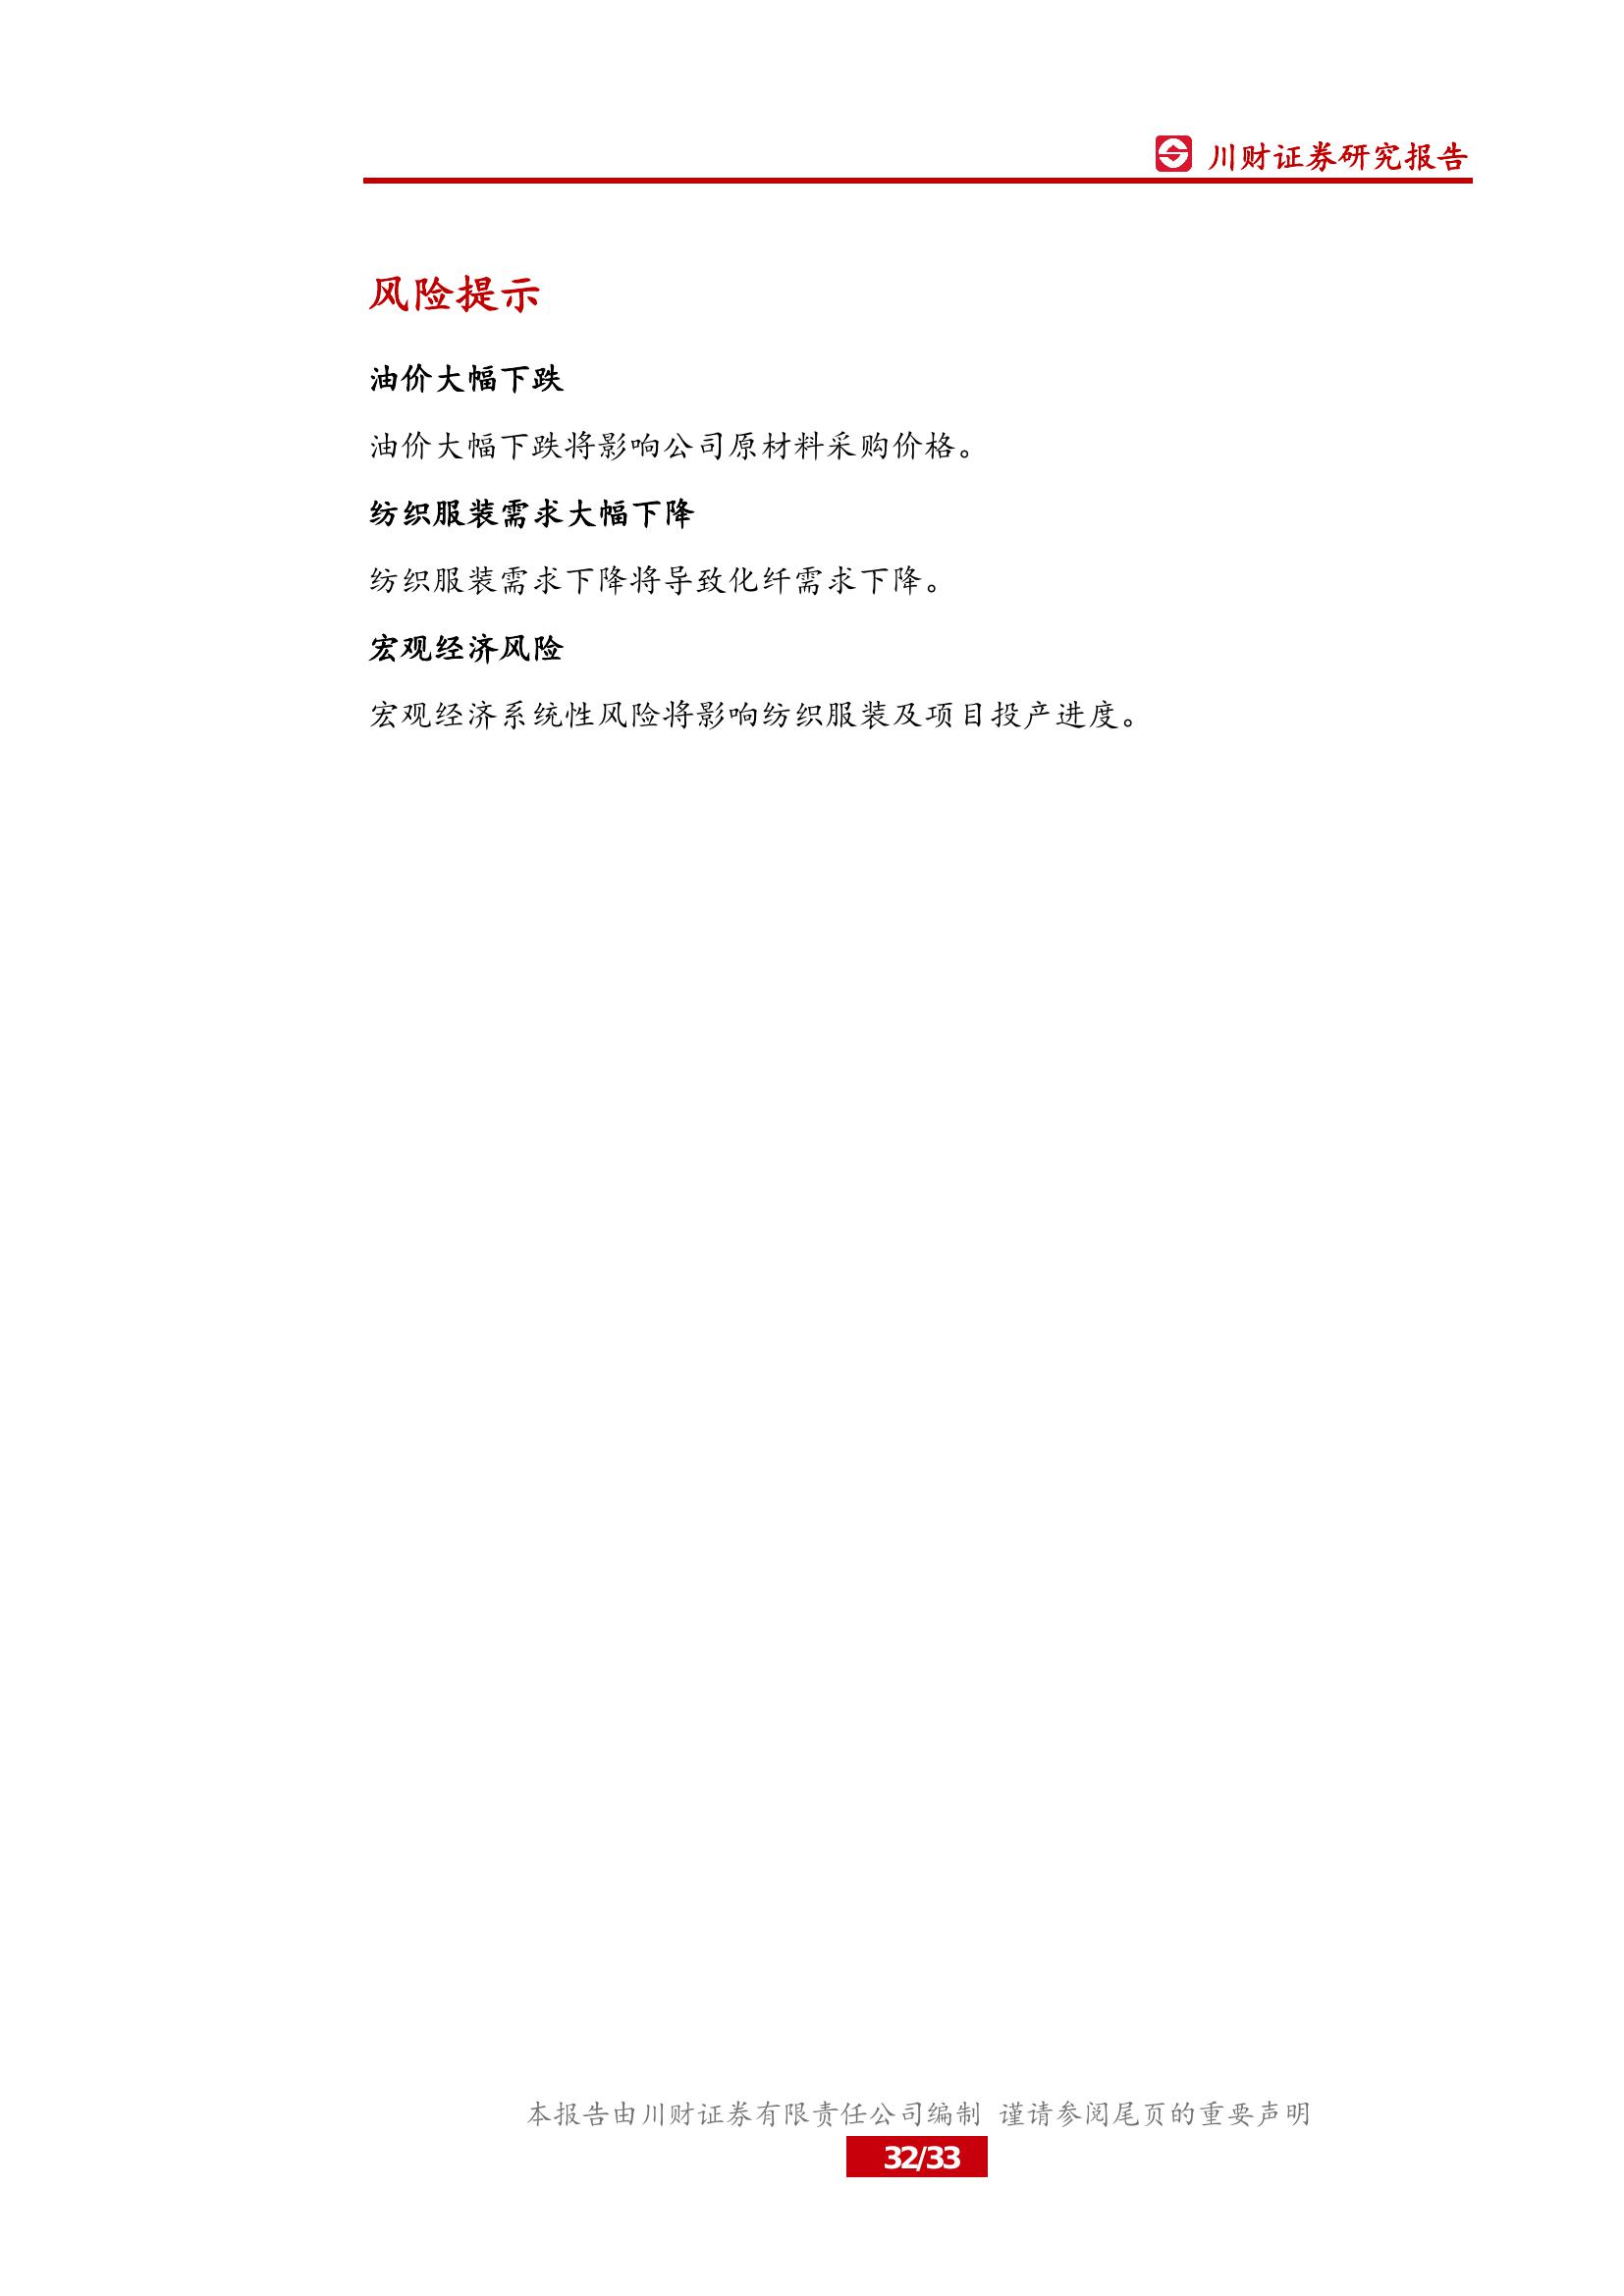 川财证券研究报告
风险提示
油价大幅下跌
油价大幅下跌将影响公司原材料采购价格。
纺织服装需求大幅下降
纺织服装需求下降将导致化纤需求下降。
宏观经济风险
宏观经济系统性风险将影响纺织服装及项目投产进度。
本报告由川财证券有限责任公司编制 谨请参阅尾页的重要声明
32/33